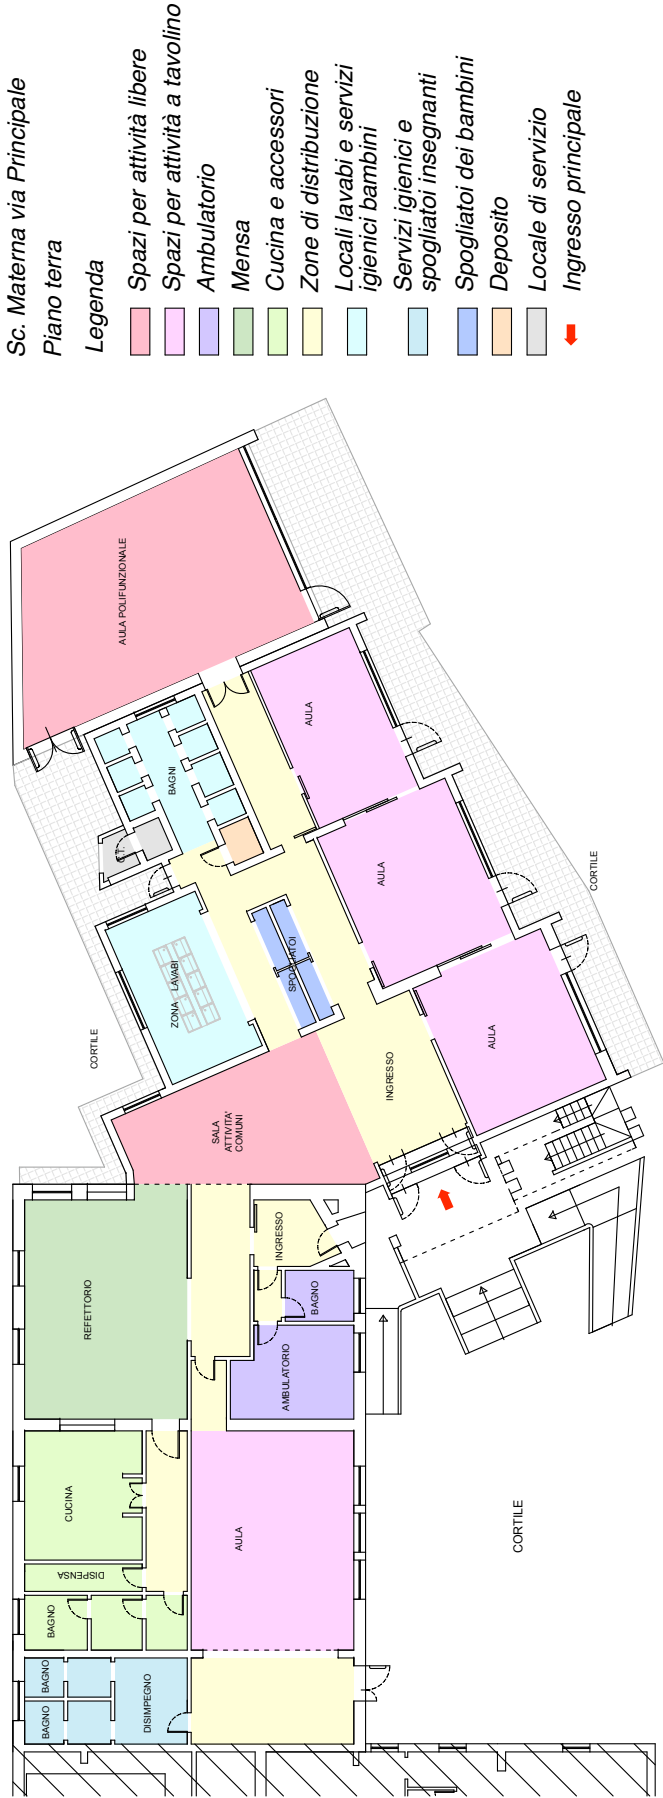 Sc. Materna via Principale
Piano terra
Legenda
Spazi per attività libere
Spazi per attività a tavolino
Ambulatorio
Mensa
Cucina e accessori
Zone di distribuzione
Locali lavabi e servizi
igienici bambini
Servizi igienici e
spogliatoi insegnanti
Spogliatoi dei bambini
Deposito
Locale di servizio
Ingresso principale
BAGNO
BAGNO
DISIMPEGNO
BAGNO
DISPENSA
CUCINA
AULA
REFETTORIO
AMBULATORIO
BAGNO
INGRESSO
SALA
ATTIVITA'
COMUNI
CORTILE
ZONA LAVABI
C.T.
BAGNI
SPOGLIATOI
INGRESSO
AULA
AULA
AULA
AULA POLIFUNZIONALE
CORTILE
CORTILE